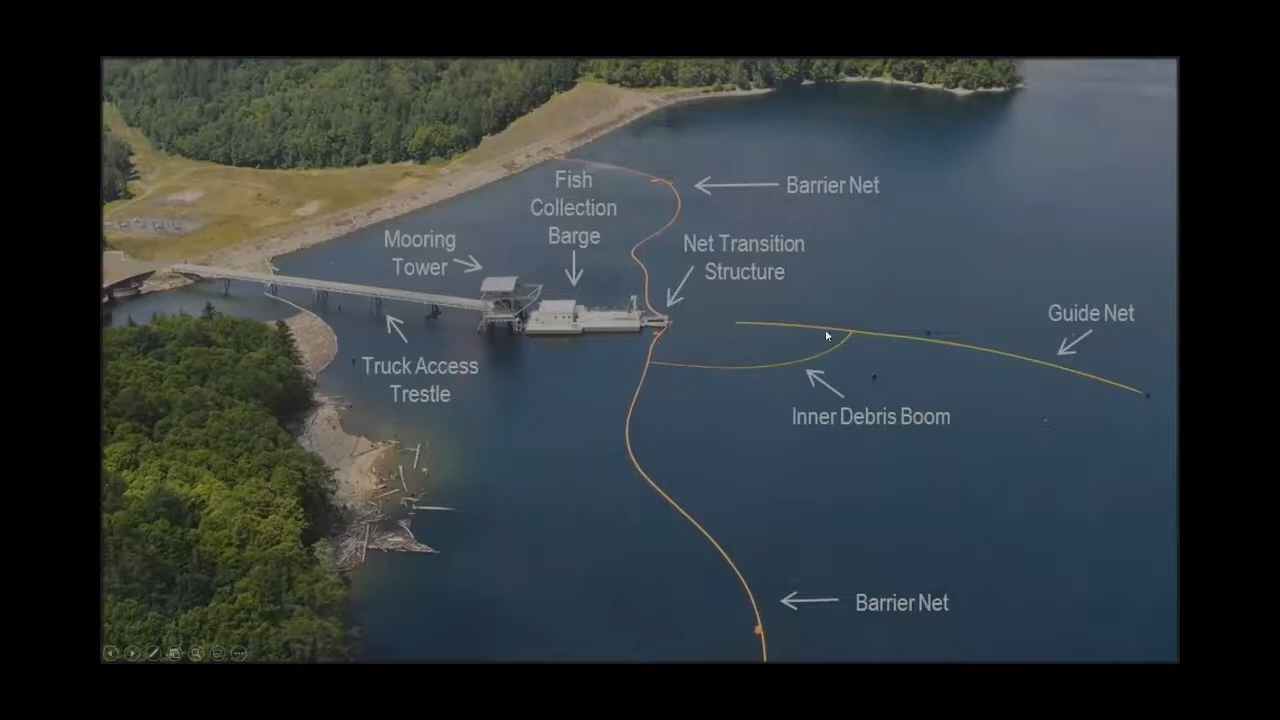 Fish
Collection
Barge
Barrier Net
Mooring
Tower
Net Transition
Structure
Guide Net
Truck Access
Trestle
Inner Debris Boom
Barrier Net